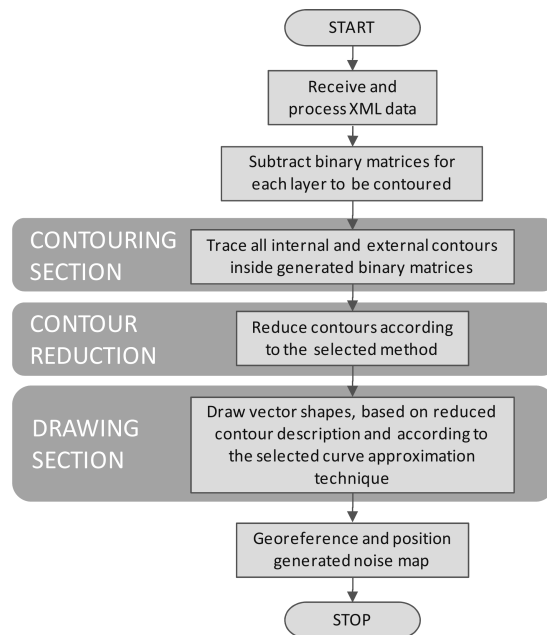 START
Receive and
process XML data
Subtract binary matrices for
each layer to be contoured
CONTOURING
SECTION
Trace all internal and external contours
inside generated binary matrices
CONTOUR
REDUCTION
Reduce contours according
to the selected method
DRAWING
SECTION
Draw vector shapes, based on reduced
contour description and according to
the selected curve approximation
technique
Georeference and position
generated noise map
STOP